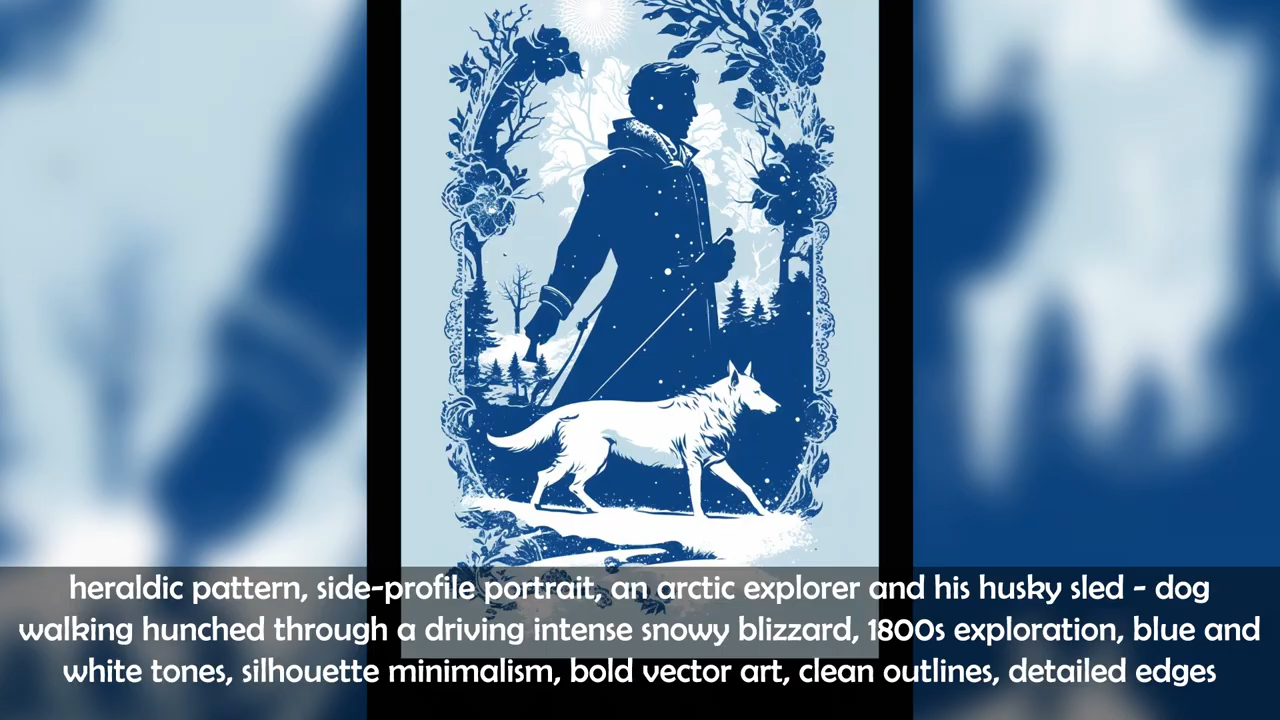 heraldic pattern, side-profile portrait, an arctic explorer and his husky sled - dog
walking hunched through a driving intense snowy blizzard, 1800s exploration, blue and
white tones, silhouette minimalism, bold vector art, clean outlines, detailed edges